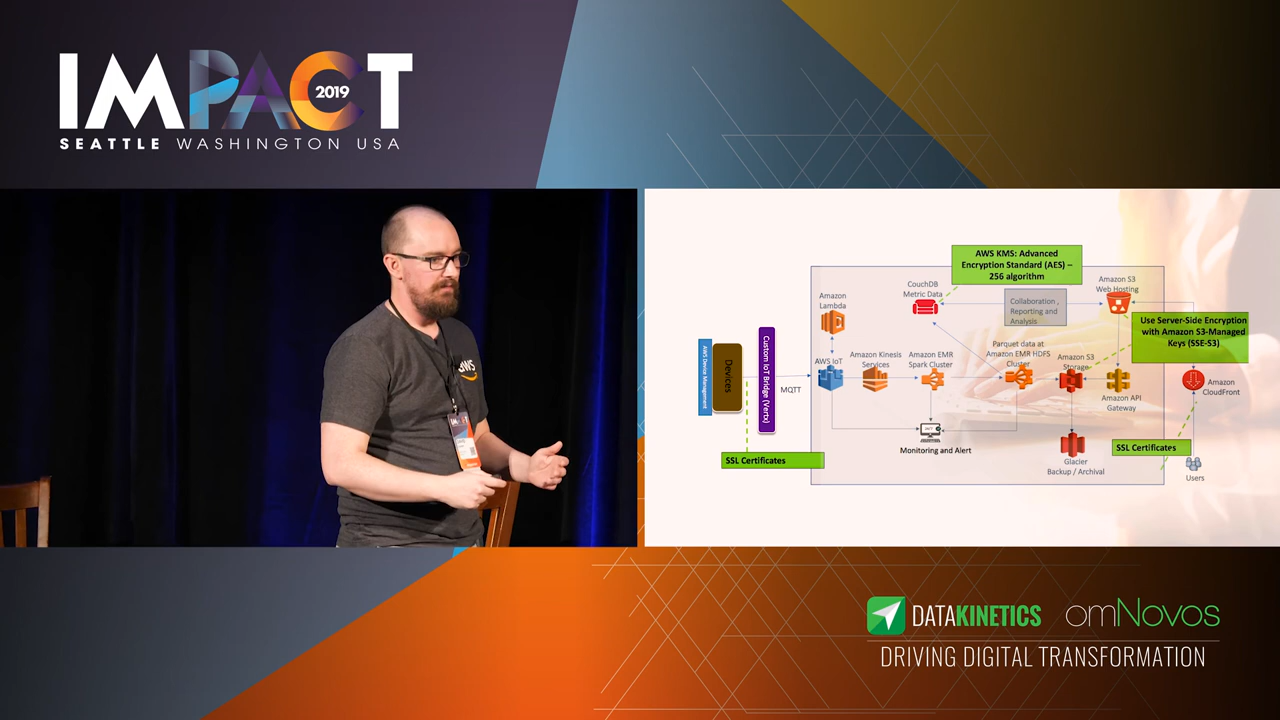 IMPACT
2019
SEATTLE WASHINGTON USA
aws
IMPACT
AWS KMS: Advanced
Encryption Standard (AES) –
256 algorithm
Amazon S3
Web Hosting
CouchDB
Metric Data
Collaboration ,
Reporting and
Analysis
Amazon
Lambda
Use Server-Side Encryption
with Amazon S3-Managed
Keys (SSE-S3)
AWS Device Management
Devices
Custom IoT Bridge (Vertx)
MQTT
AWS IoT
Amazon Kinesis
Services
Amazon EMR
Spark Cluster
Parquet data at
Amazon EMR HDFS
Cluster
Amazon S3
Storage
Amazon API
Gateway
Amazon
CloudFront
Monitoring and Alert
SSL Certificates
SSL Certificates
Glacier
Backup / Archival
Users
DATAKINETICS omNovos
DRIVING DIGITAL TRANSFORMATION